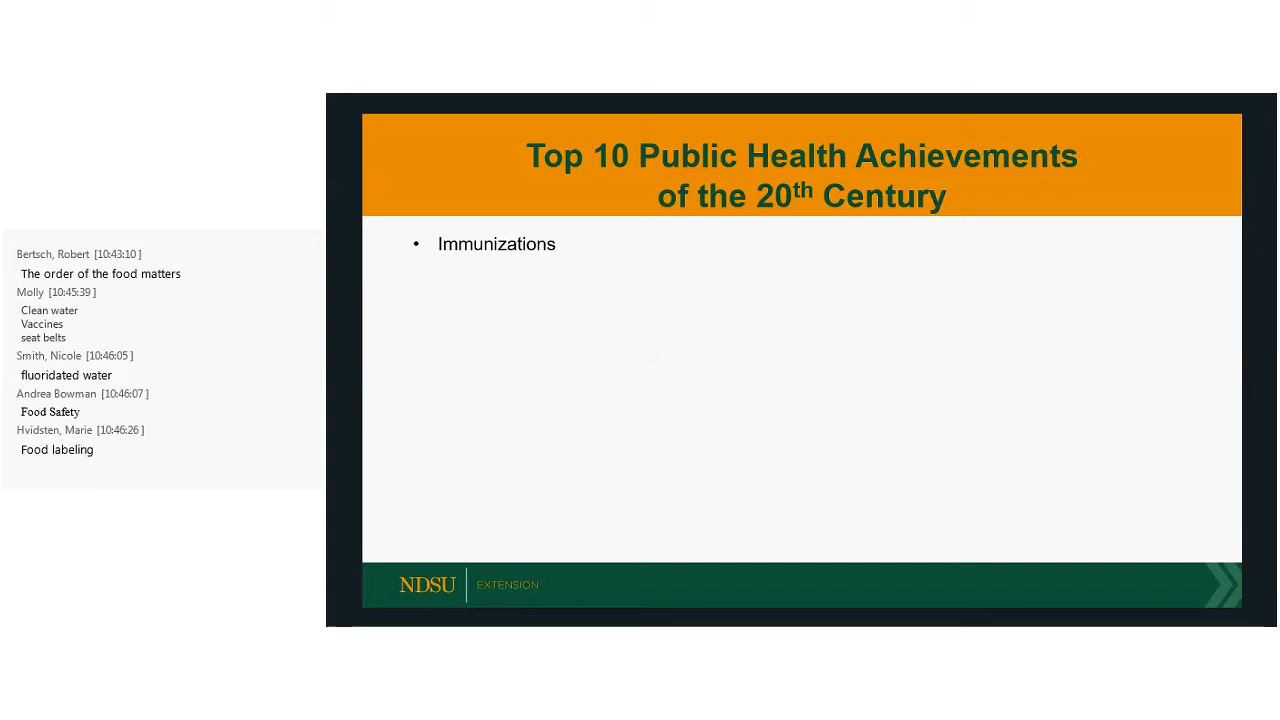 Bertsch, Robert [10:43:10 ]
The order of the food matters
Molly [10:45:39 ]
Clean water
Vaccines
seat belts
Smith, Nicole [10:46:05 ]
fluoridated water
Andrea Bowman [10:46:07 ]
Food Safety
Hvidsten, Marie [10:46:26 ]
Food labeling
Top 10 Public Health Achievements
of the 20th Century
• Immunizations
NDSU | EXTENSION